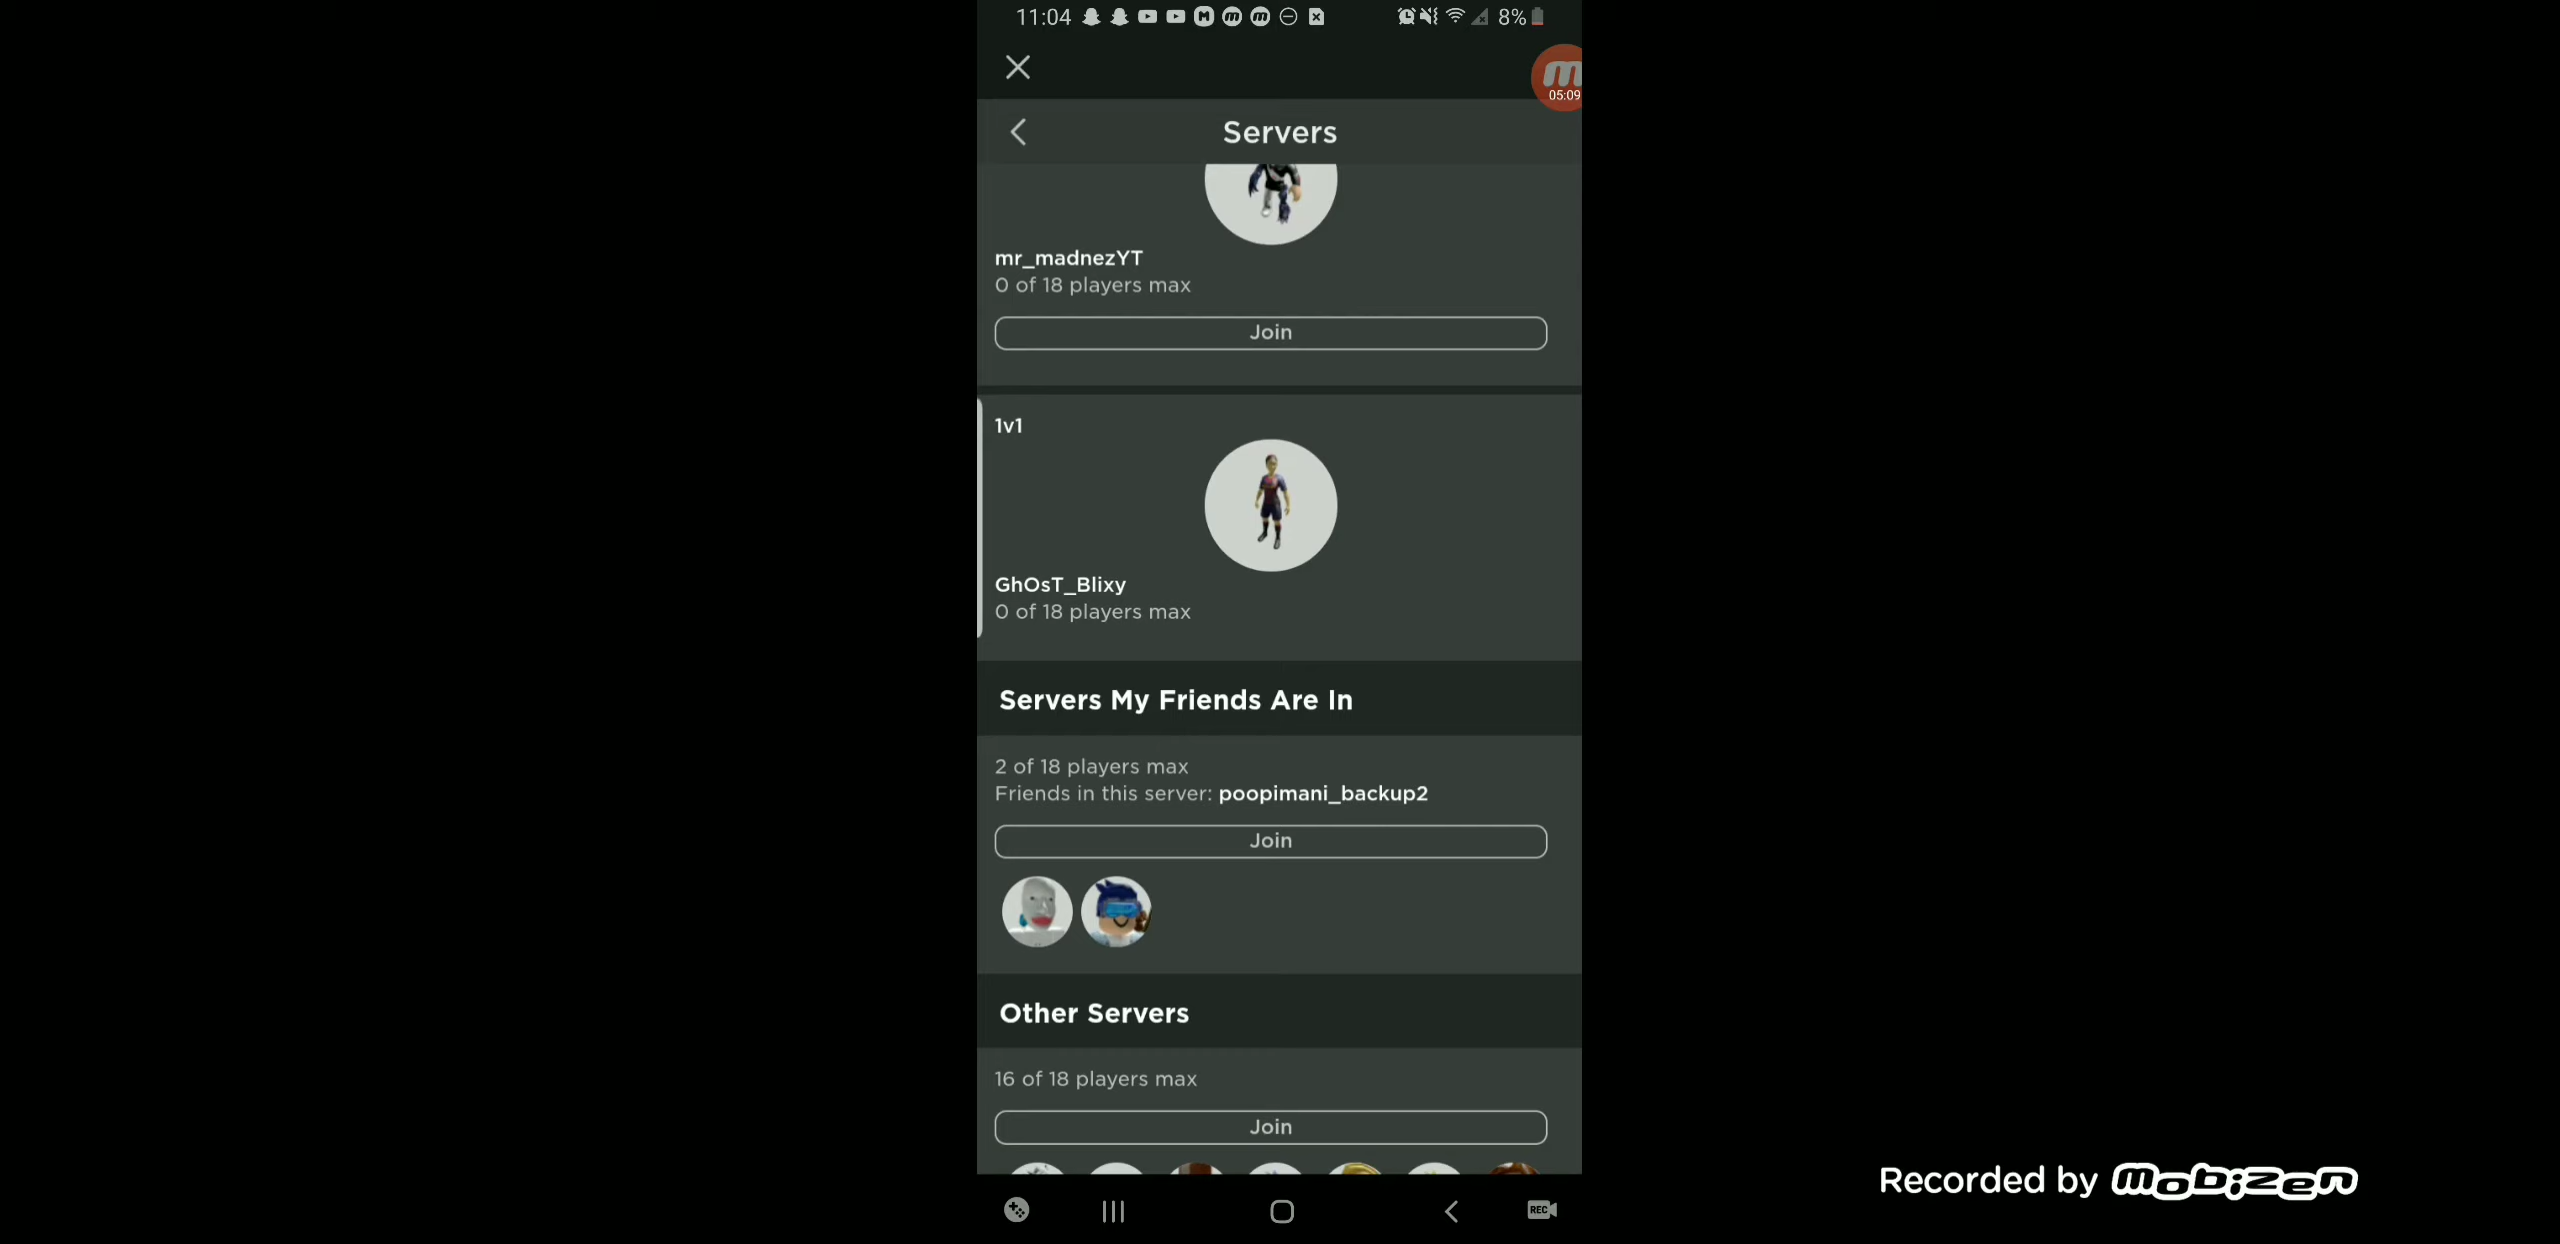 11:04
8%
05:09
Servers
mr_madnezYT
0 of 18 players max
Join
1v1
GhOsT_Blixy
0 of 18 players max
Servers My Friends Are In
2 of 18 players max
Friends in this server: poopimani_backup2
Join
Other Servers
16 of 18 players max
Join
REC
Recorded by mobizen